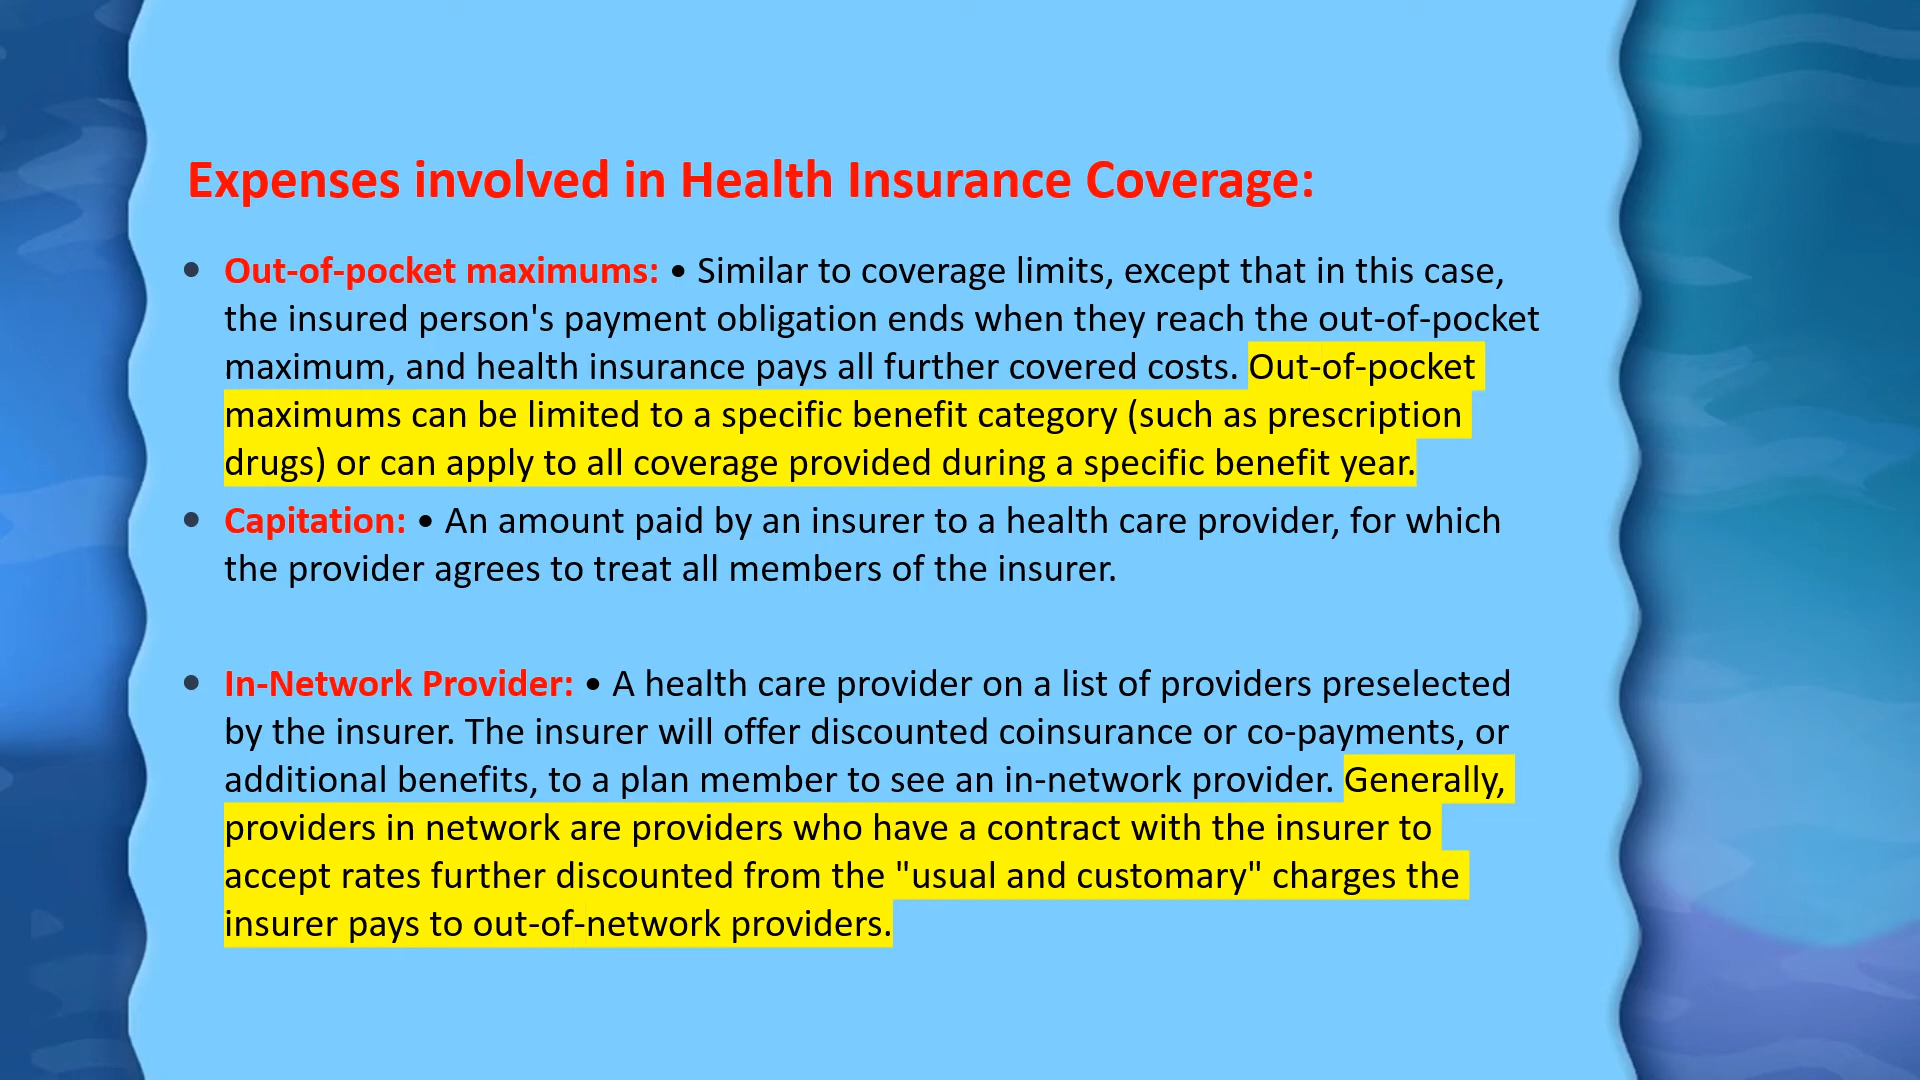 Expenses involved in Health Insurance Coverage:
• Out-of-pocket maximums: • Similar to coverage limits, except that in this case,
the insured person's payment obligation ends when they reach the out-of-pocket
maximum, and health insurance pays all further covered costs. Out-of-pocket
maximums can be limited to a specific benefit category (such as prescription
drugs) or can apply to all coverage provided during a specific benefit year.
• Capitation: • An amount paid by an insurer to a health care provider, for which
the provider agrees to treat all members of the insurer.
• In-Network Provider: • A health care provider on a list of providers preselected
by the insurer. The insurer will offer discounted coinsurance or co-payments, or
additional benefits, to a plan member to see an in-network provider. Generally,
providers in network are providers who have a contract with the insurer to
accept rates further discounted from the "usual and customary" charges the
insurer pays to out-of-network providers.